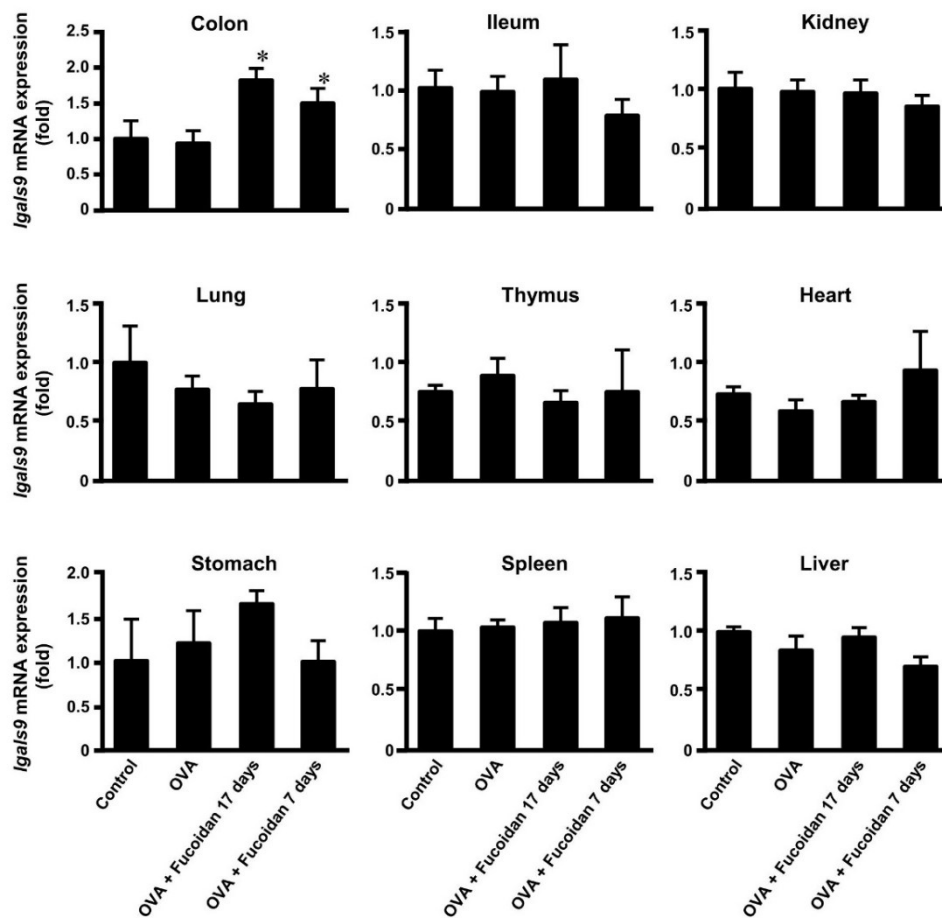 Colon
Ileum
Kidney
lgals9 mRNA expression
(fold)
2.5
2.0
1.5
1.0
0.5
0
*
*
1.5
1.0
0.5
0
1.5
1.0
0.5
0
Lung
Thymus
Heart
lgals9 mRNA expression
(fold)
1.5
1.0
0.5
0
1.5
1.0
0.5
0
1.5
1.0
0.5
0
Stomach
Spleen
Liver
lgals9 mRNA expression
(fold)
2.0
1.5
1.0
0.5
0
1.5
1.0
0.5
0
1.5
1.0
0.5
0
Control
OVA
OVA + Fucoidan 17 days
OVA + Fucoidan 7 days
Control
OVA
OVA + Fucoidan 17 days
OVA + Fucoidan 7 days
Control
OVA
OVA + Fucoidan 17 days
OVA + Fucoidan 7 days